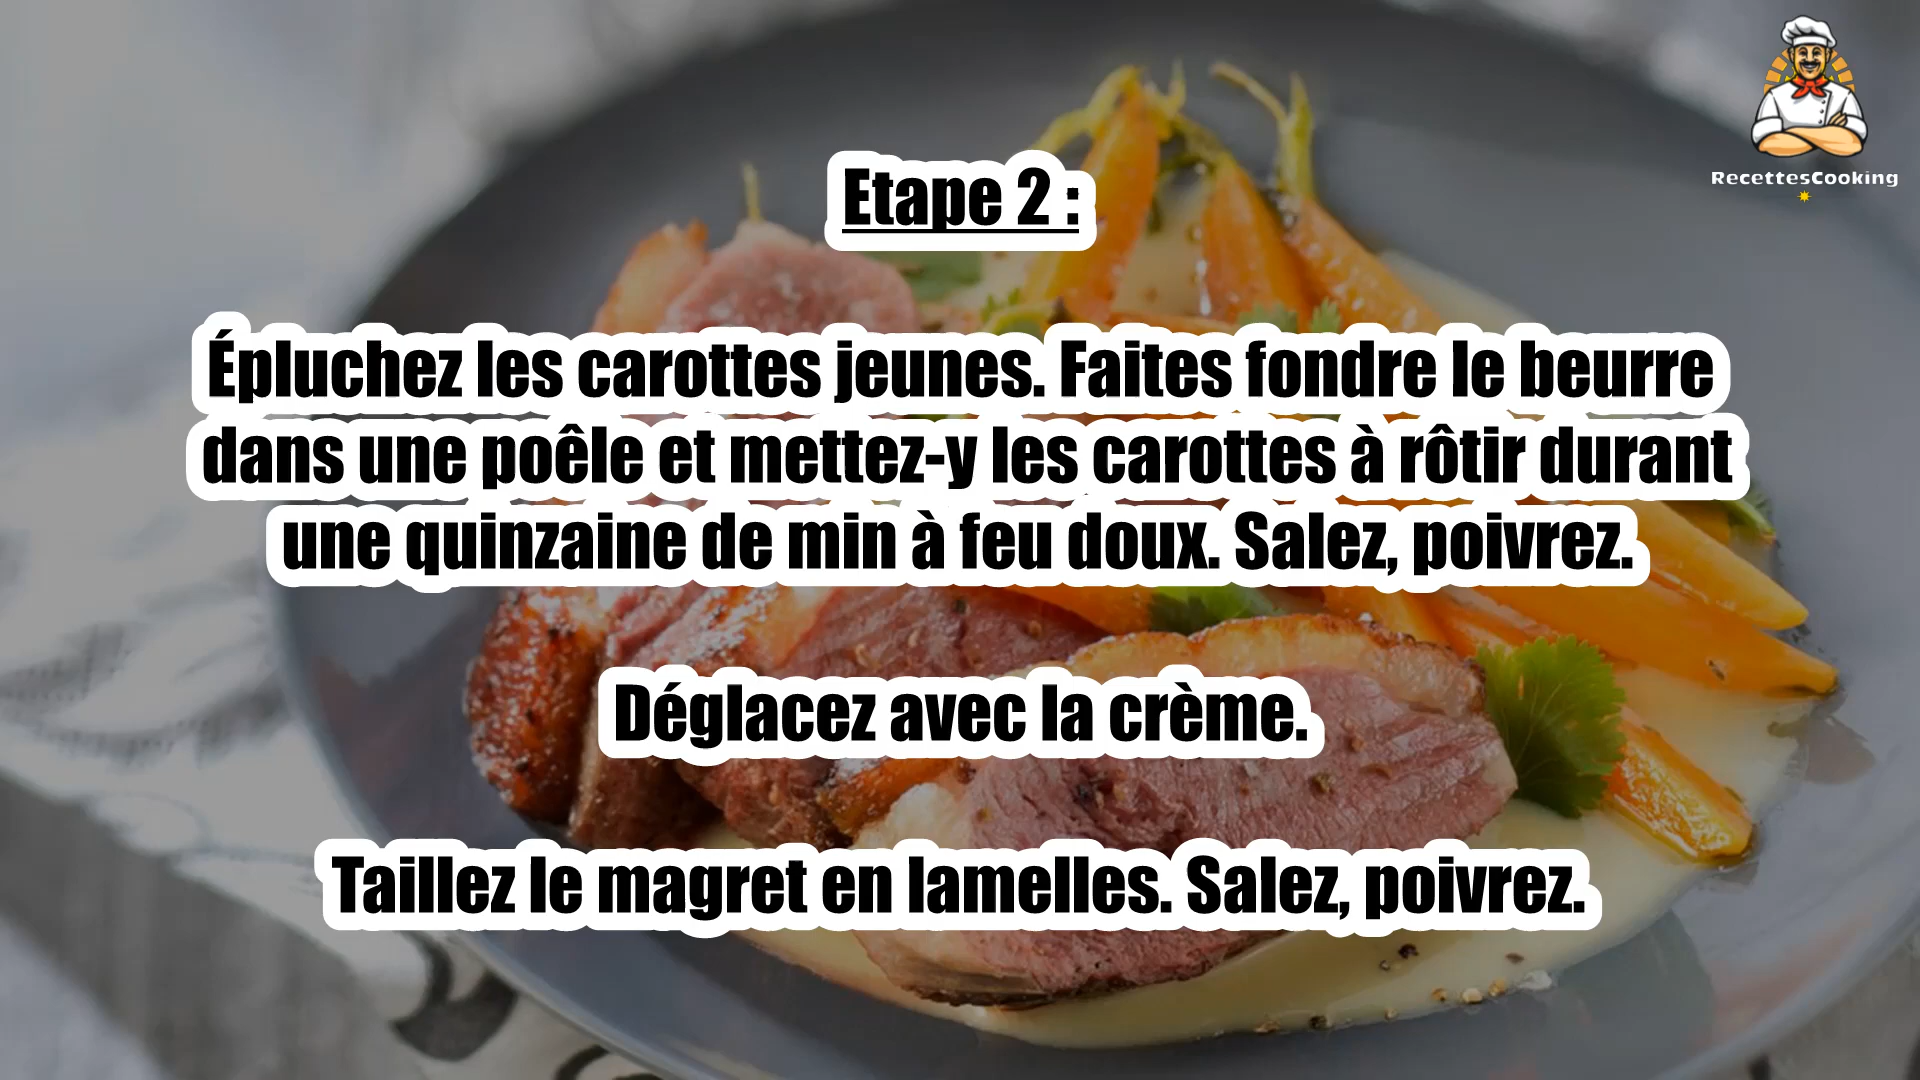 RecettesCooking
Etape 2 :
Épluchez les carottes jeunes. Faites fondre le beurre
dans une poêle et mettez-y les carottes à rôtir durant
une quinzaine de min à feu doux. Salez, poivrez.
Déglacez avec la crème.
Taillez le magret en lamelles. Salez, poivrez.